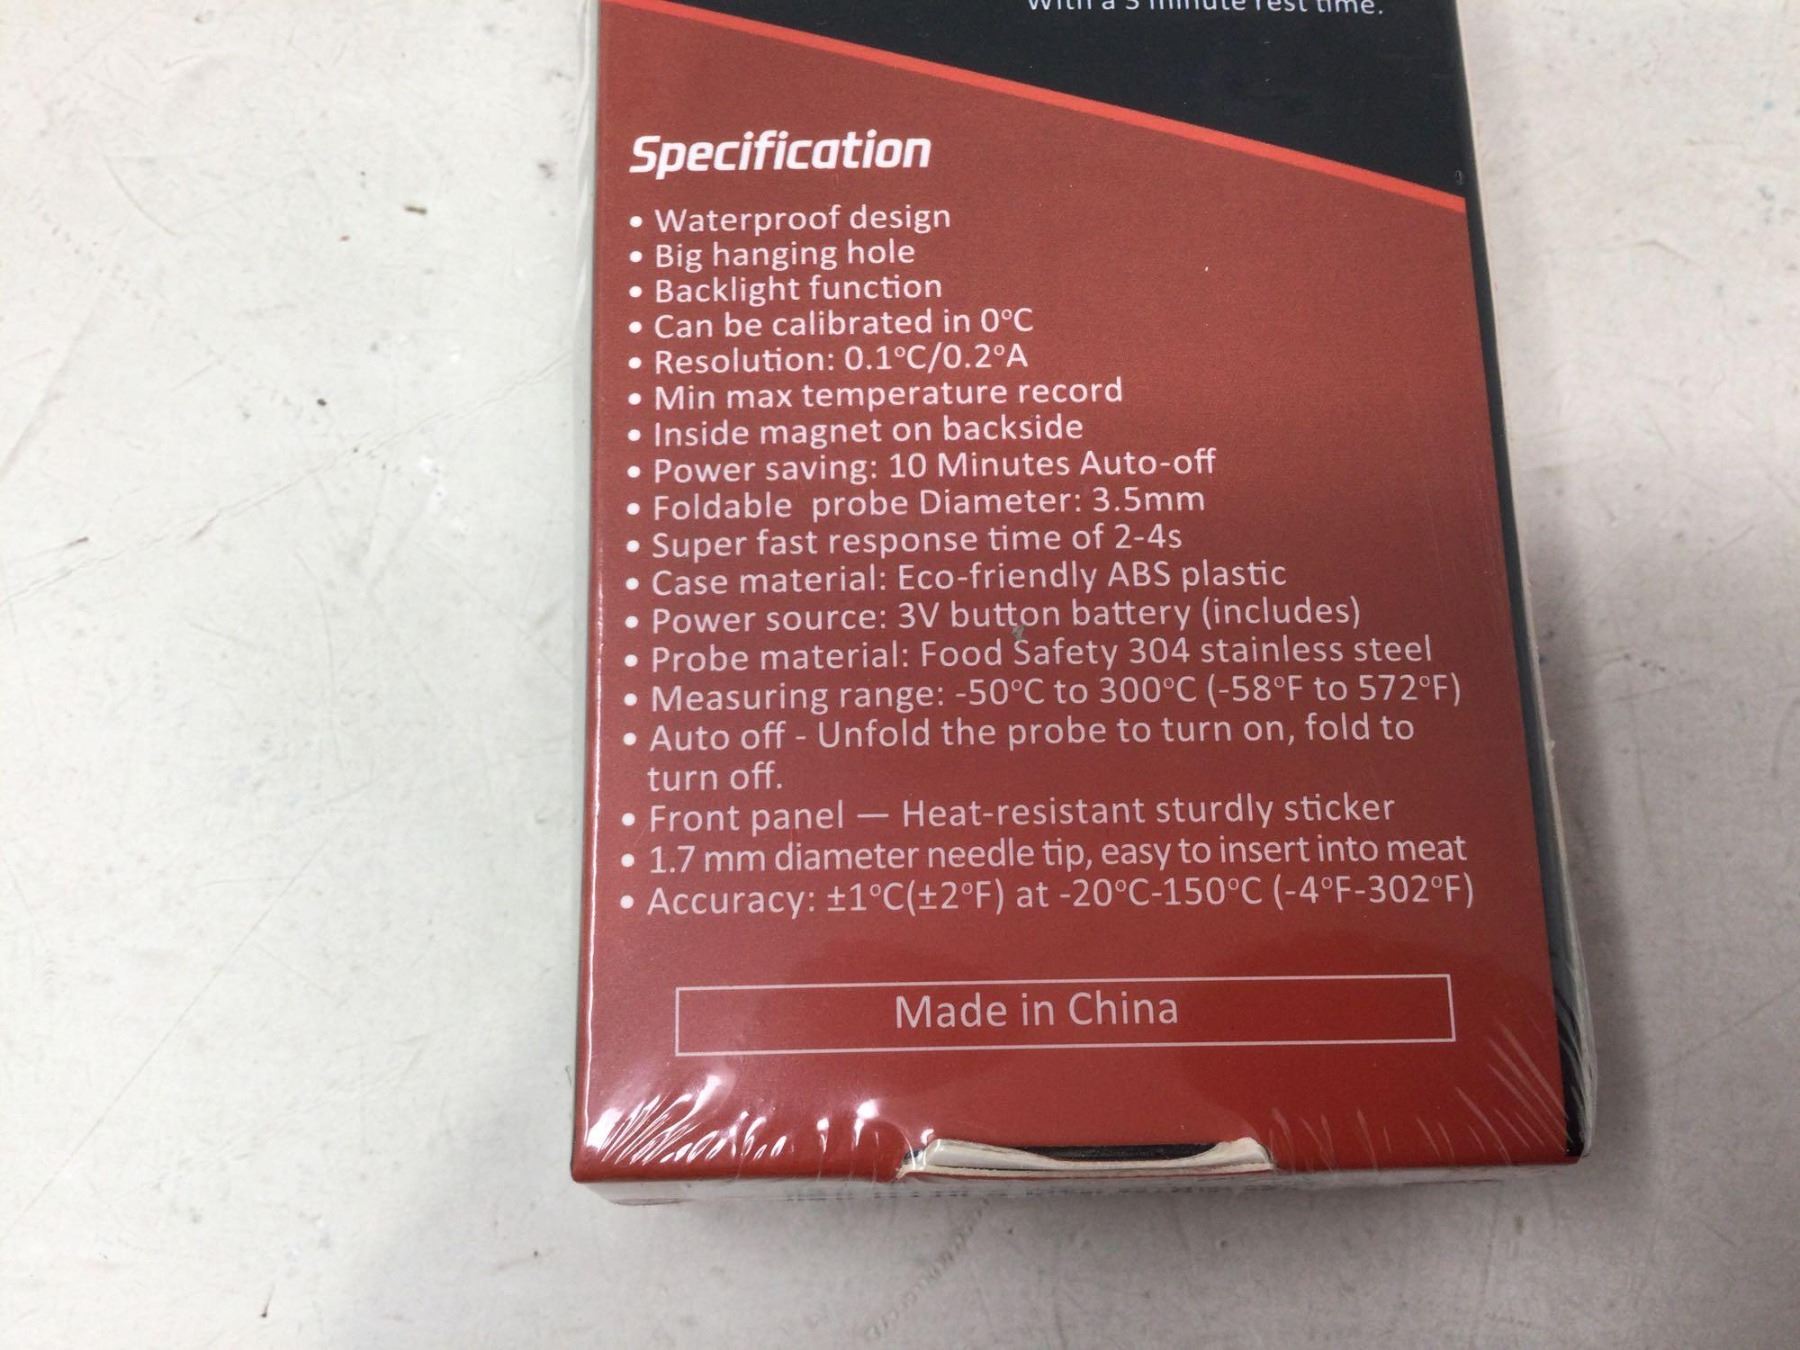 With a 3 minute rest time.
Specification
• Waterproof design
• Big hanging hole
• Backlight function
• Can be calibrated in 0°C
• Resolution: 0.1°C/0.2°A
• Min max temperature record
• Inside magnet on backside
• Power saving: 10 Minutes Auto-off
• Foldable probe Diameter: 3.5mm
• Super fast response time of 2-4s
• Case material: Eco-friendly ABS plastic
• Power source: 3V button battery (includes)
• Probe material: Food Safety 304 stainless steel
• Measuring range: -50°C to 300°C (-58°F to 572°F)
• Auto off - Unfold the probe to turn on, fold to
turn off.
• Front panel — Heat-resistant sturdly sticker
• 1.7 mm diameter needle tip, easy to insert into meat
• Accuracy: ±1°C(±2°F) at -20°C-150°C (-4°F-302°F)
Made in China